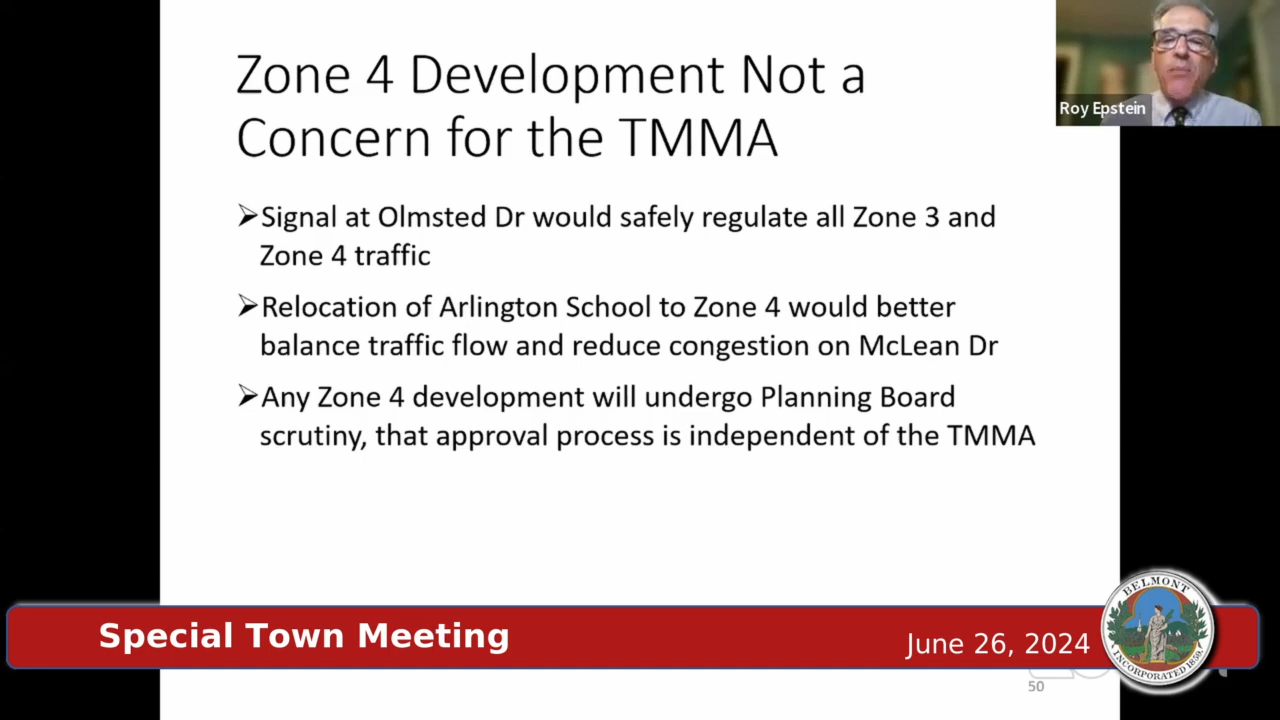 Zone 4 Development Not a
Concern for the TMMA
Roy Epstein
➢Signal at Olmsted Dr would safely regulate all Zone 3 and
Zone 4 traffic
➢Relocation of Arlington School to Zone 4 would better
balance traffic flow and reduce congestion on McLean Dr
➢Any Zone 4 development will undergo Planning Board
scrutiny, that approval process is independent of the TMMA
Special Town Meeting
June 26, 2024
BELMONT
INCORPORATED 1859
50